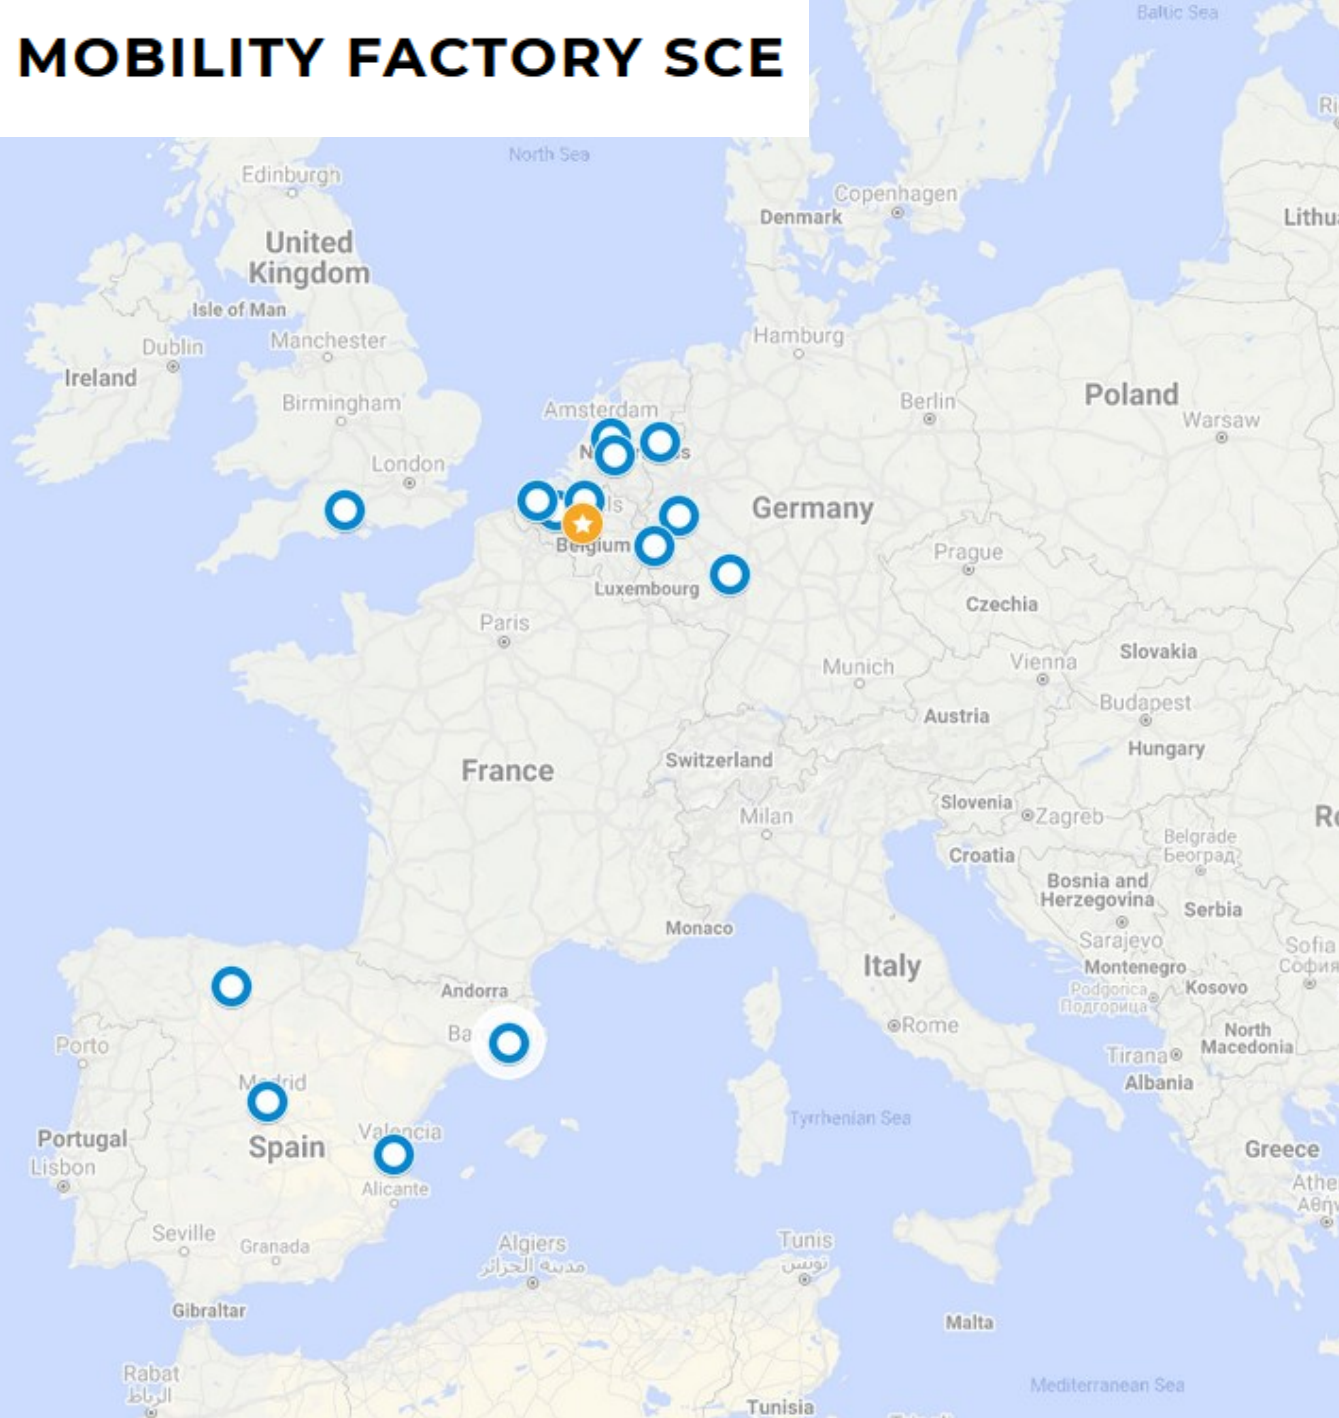 MOBILITY FACTORY SCE
Baltic Sea
North Sea
Edinburgh
Copenhagen
Denmark
United
Kingdom
Isle of Man
Hamburg
Manchester
Dublin
Ireland
Poland
Birmingham
Amsterdam
Berlin
Warsaw
London
Germany
Belgium
Prague
Luxembourg
Czechia
Paris
Slovakia
Munich
Vienna
Budapest
Austria
Hungary
Switzerland
France
Slovenia
Zagreb
Milan
Belgrade
Београд
Croatia
Bosnia and
Herzegovina
Serbia
Monaco
Sarajevo
Sofia
София
Italy
Montenegro
Andorra
Podgorica
Подгорица
Kosovo
Rome
North
Macedonia
Porto
Tirana
Madrid
Albania
Tyrrhenian Sea
Valencia
Portugal
Spain
Greece
Lisbon
Alicante
Seville
Granada
Algiers
مدينة الجزائر
Tunis
تونس
Gibraltar
Malta
Rabat
الرباط
Mediterranean Sea
Tunisia